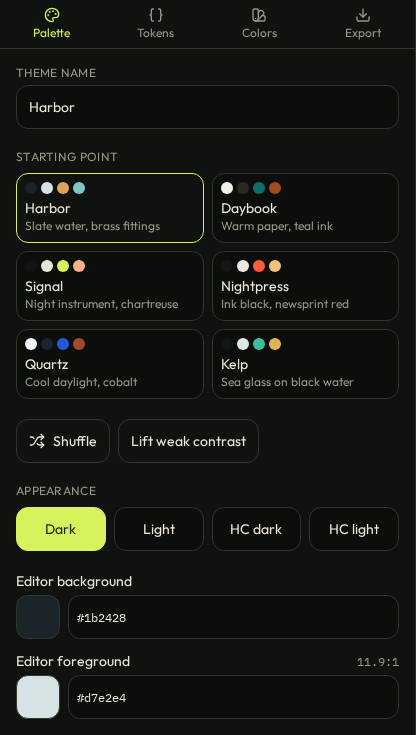 Palette
Tokens
Colors
Export
THEME NAME
Harbor
STARTING POINT
Harbor
Slate water, brass fittings
Daybook
Warm paper, teal ink
Signal
Night instrument, chartreuse
Nightpress
Ink black, newsprint red
Quartz
Cool daylight, cobalt
Kelp
Sea glass on black water
Shuffle
Lift weak contrast
APPEARANCE
Dark
Light
HC dark
HC light
Editor background
#1b2428
Editor foreground
11.9:1
#d7e2e4